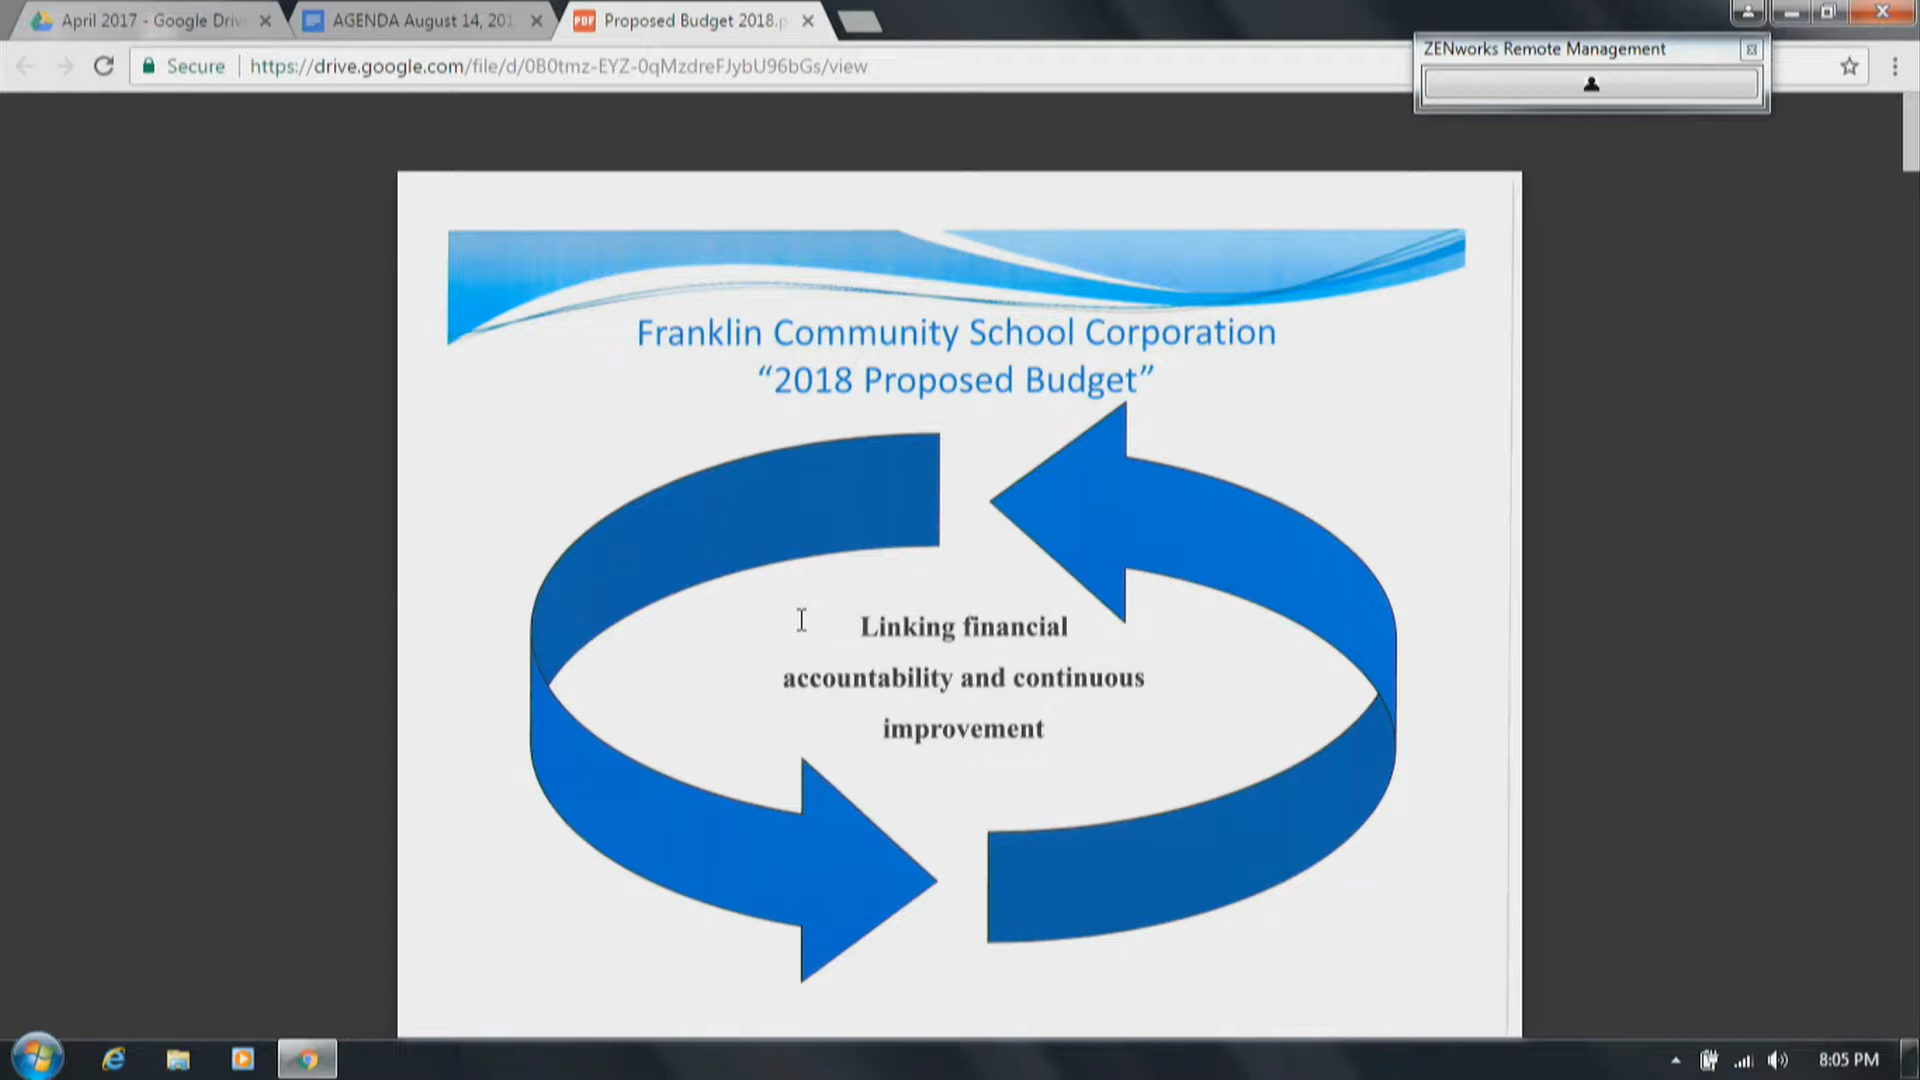 April 2017 - Google Driv
AGENDA August 14, 201
PDF
Proposed Budget 2018.p
Secure
https://drive.google.com/file/d/0B0tmz-EYZ-0qMzdreFJybU96bGs/view
ZENworks Remote Management
Franklin Community School Corporation
“2018 Proposed Budget”
Linking financial
accountability and continuous
improvement
8:05 PM